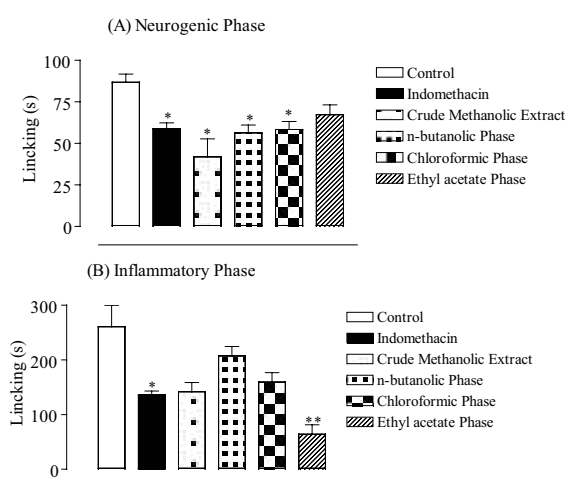 (A) Neurogenic Phase
100
75
50
25
0
Lincking (s)
*
*
*
*
Control
Indomethacin
Crude Methanolic Extract
n-butanolic Phase
Chloroformic Phase
Ethyl acetate Phase
(B) Inflammatory Phase
300
200
100
0
Lincking (s)
*
**
Control
Indomethacin
Crude Methanolic Extract
n-butanolic Phase
Chloroformic Phase
Ethyl acetate Phase